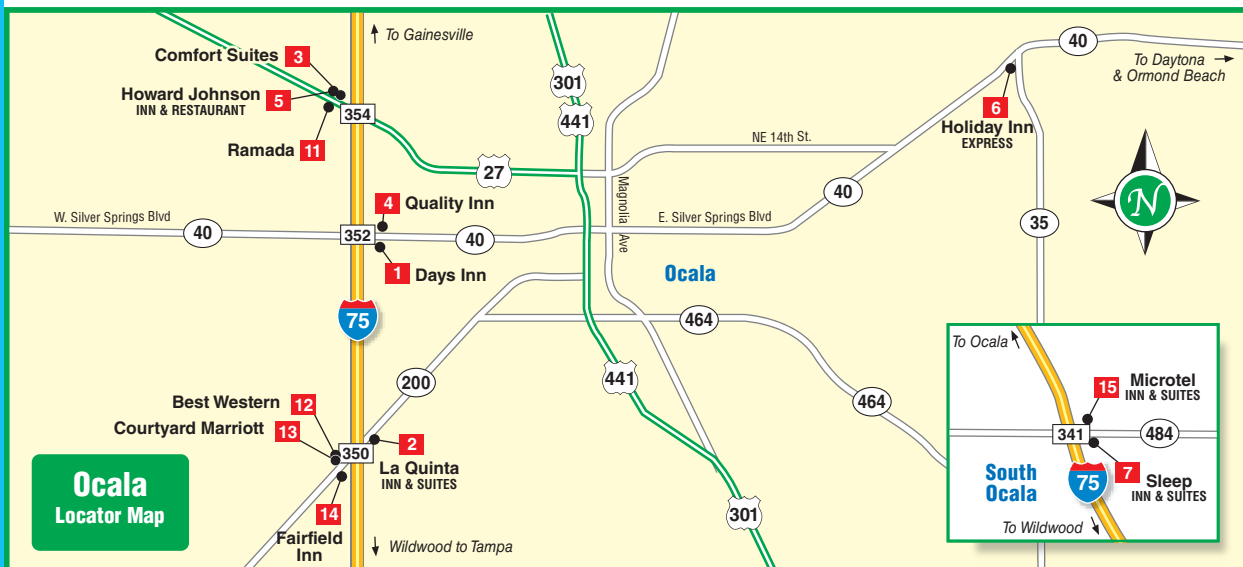 To Gainesville
Comfort Suites 3
Howard Johnson 5
INN & RESTAURANT
354
Ramada 11
301
441
27
NE 14th St.
40
To Daytona
& Ormond Beach
6
Holiday Inn
EXPRESS
N
4 Quality Inn
W. Silver Springs Blvd
40
352
40
1 Days Inn
Magnolia Ave
E. Silver Springs Blvd
40
35
Ocala
75
464
200
441
464
Best Western 12
Courtyard Marriott 13
350
2
La Quinta
INN & SUITES
14
Fairfield
Inn
301
Wildwood to Tampa
Ocala
Locator Map
To Ocala
15 Microtel
INN & SUITES
341
484
South
Ocala
75
7 Sleep
INN & SUITES
To Wildwood